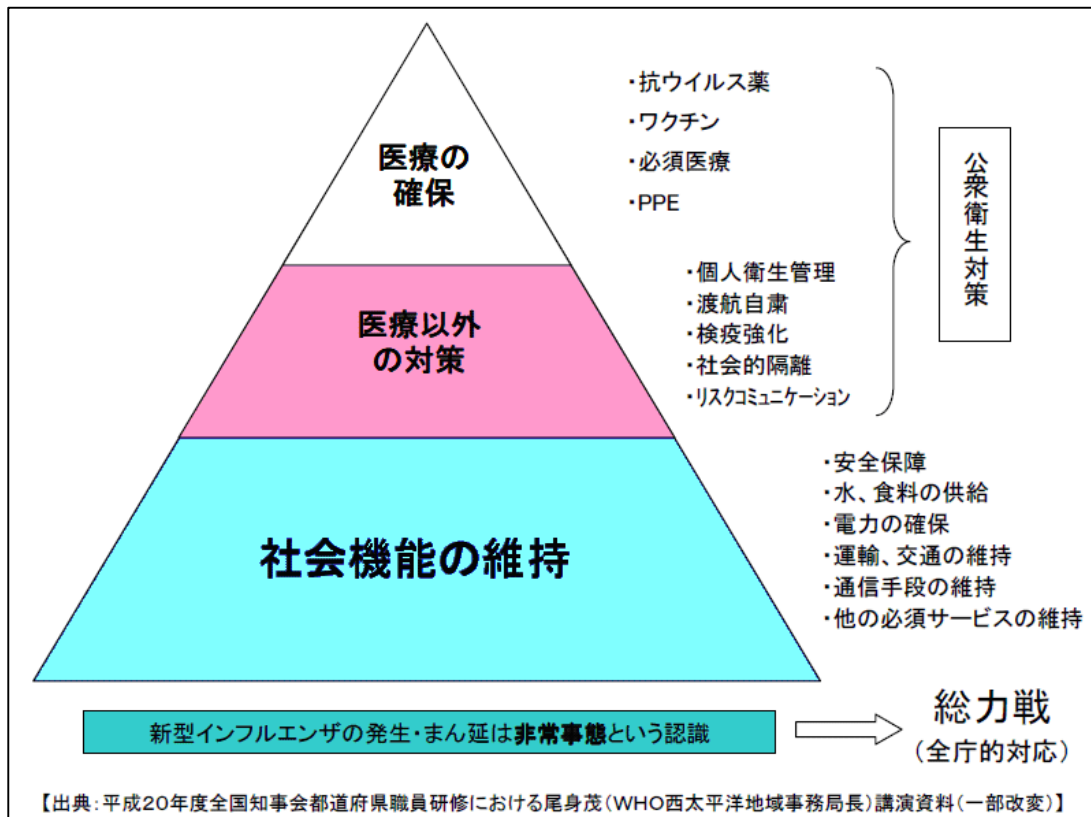 医療の
確保
・抗ウイルス薬
・ワクチン
・必須医療
・PPE
医療以外
の対策
・個人衛生管理
・渡航自粛
・検疫強化
・社会的隔離
・リスクコミュニケーション
公衆衛生対策
社会機能の維持
・安全保障
・水、食料の供給
・電力の確保
・運輸、交通の維持
・通信手段の維持
・他の必須サービスの維持
新型インフルエンザの発生・まん延は非常事態という認識
総力戦
(全庁的対応)
【出典:平成20年度全国知事会都道府県職員研修における尾身茂(WHO西太平洋地域事務局長)講演資料(一部改変)】